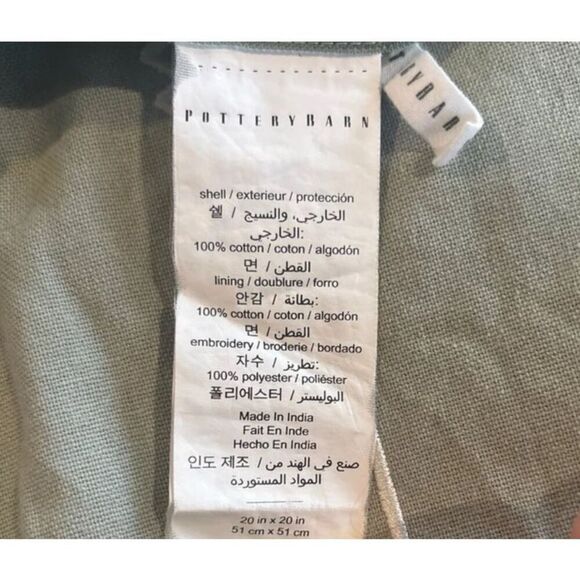 POTTERYBARN
shell / exterieur / protección
쉘 / الخارجي، والنسيج
الخارجي:
100% cotton / coton / algodón
면 / القطن
lining / doublure / forro
안감 / بطانة:
100% cotton / coton / algodón
면 / القطن
embroidery / broderie / bordado
자수 / تطريز:
100% polyester / poliéster
폴리에스터 / البوليستر
Made In India
Fait En Inde
Hecho En India
인도 제조 / صنع في الهند من
المواد المستوردة
20 in x 20 in
51 cm x 51 cm